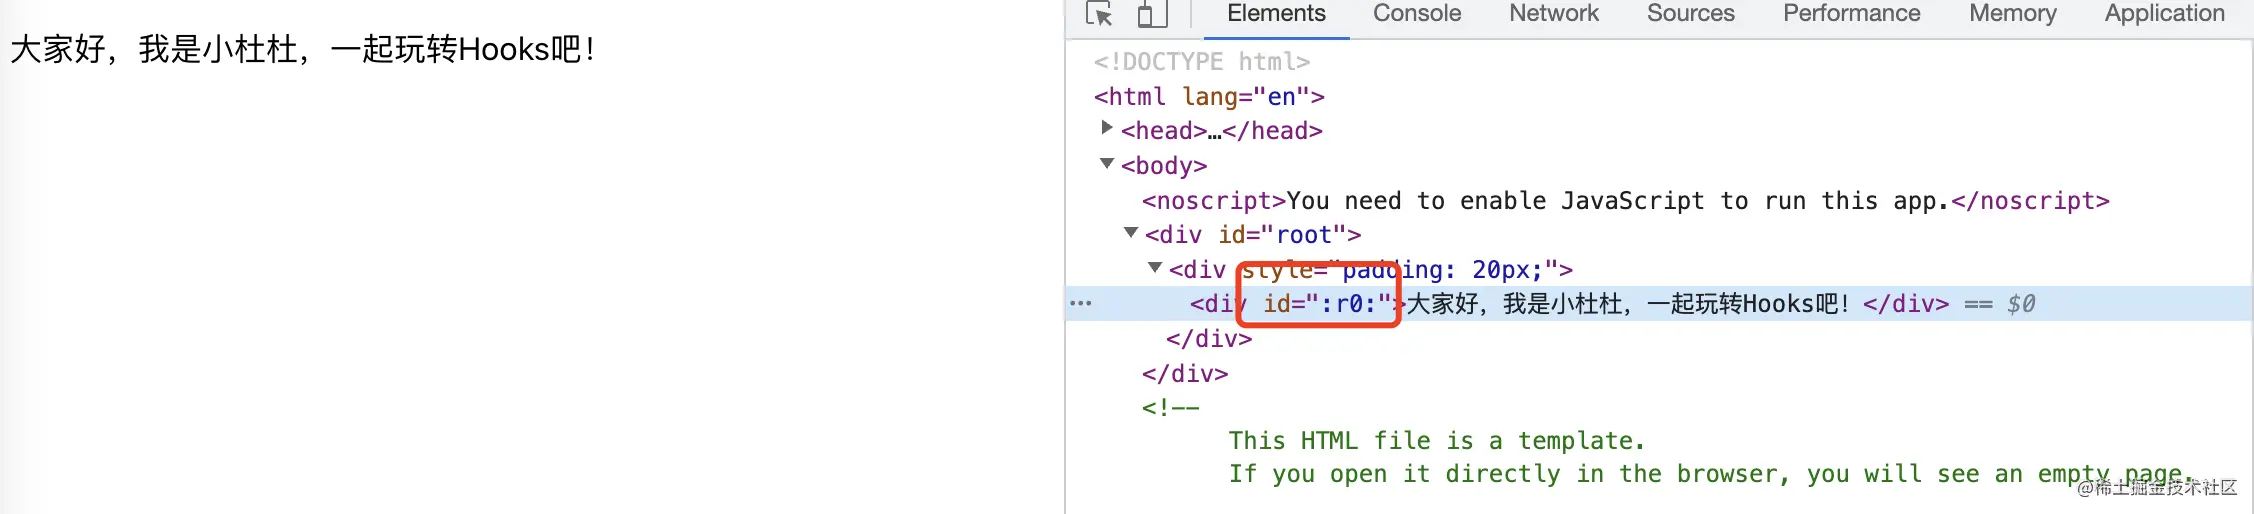 大家好，我是小杜杜，一起玩转Hooks吧！
Elements Console Network Sources Performance Memory Application
<!DOCTYPE html>
<html lang="en">
<head>…</head>
<body>
<noscript>You need to enable JavaScript to run this app.</noscript>
<div id="root">
<div style="padding: 20px;">
<div id=":r0:">大家好，我是小杜杜，一起玩转Hooks吧！</div> == $0
</div>
</div>
<!--
This HTML file is a template.
If you open it directly in the browser, you will see an empty page.
@稀土掘金技术社区